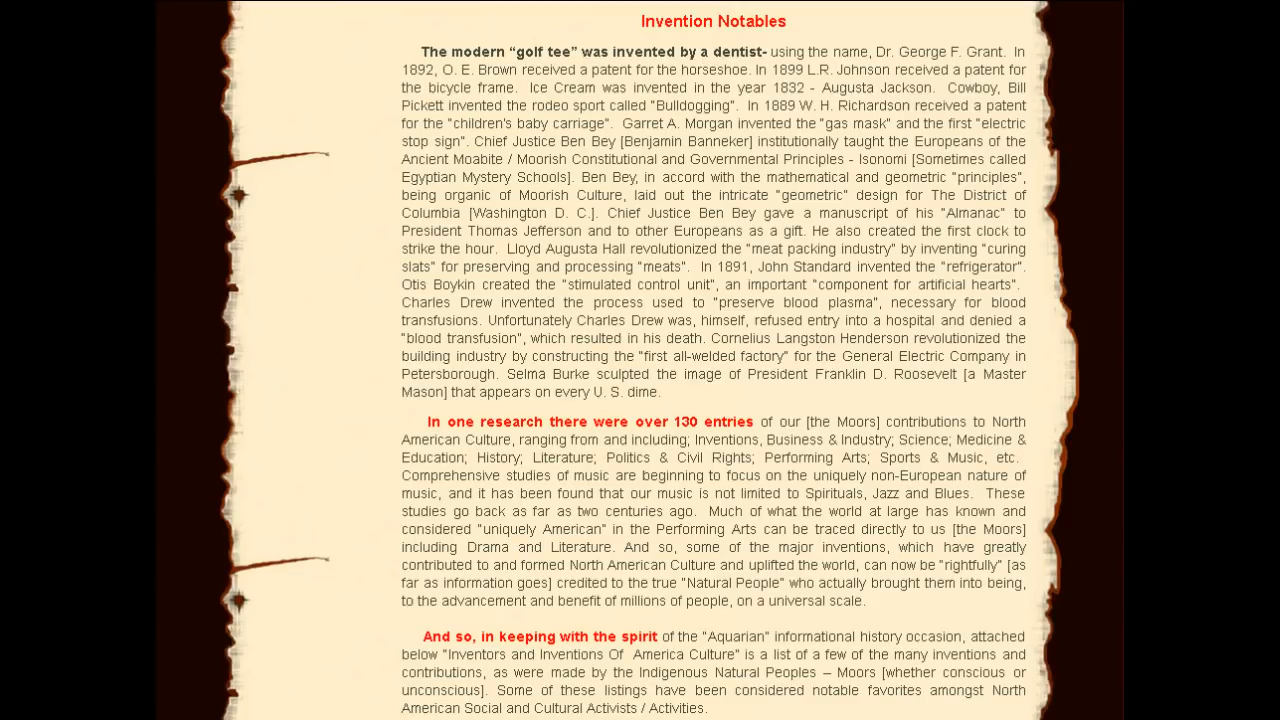 Invention Notables
The modern “golf tee” was invented by a dentist- using the name, Dr. George F. Grant. In
1892, O. E. Brown received a patent for the horseshoe. In 1899 L.R. Johnson received a patent for
the bicycle frame. Ice Cream was invented in the year 1832 - Augusta Jackson. Cowboy, Bill
Pickett invented the rodeo sport called "Bulldogging". In 1889 W. H. Richardson received a patent
for the "children's baby carriage". Garret A. Morgan invented the "gas mask" and the first "electric
stop sign". Chief Justice Ben Bey [Benjamin Banneker] institutionally taught the Europeans of the
Ancient Moabite / Moorish Constitutional and Governmental Principles - Isonomi [Sometimes called
Egyptian Mystery Schools]. Ben Bey, in accord with the mathematical and geometric "principles",
being organic of Moorish Culture, laid out the intricate "geometric" design for The District of
Columbia [Washington D. C.]. Chief Justice Ben Bey gave a manuscript of his "Almanac" to
President Thomas Jefferson and to other Europeans as a gift. He also created the first clock to
strike the hour. Lloyd Augusta Hall revolutionized the "meat packing industry" by inventing "curing
slats" for preserving and processing "meats". In 1891, John Standard invented the "refrigerator".
Otis Boykin created the "stimulated control unit", an important "component for artificial hearts".
Charles Drew invented the process used to "preserve blood plasma", necessary for blood
transfusions. Unfortunately Charles Drew was, himself, refused entry into a hospital and denied a
"blood transfusion", which resulted in his death. Cornelius Langston Henderson revolutionized the
building industry by constructing the "first all-welded factory" for the General Electric Company in
Petersborough. Selma Burke sculpted the image of President Franklin D. Roosevelt [a Master
Mason] that appears on every U. S. dime.
In one research there were over 130 entries of our [the Moors] contributions to North
American Culture, ranging from and including; Inventions, Business & Industry; Science; Medicine &
Education; History; Literature; Politics & Civil Rights; Performing Arts; Sports & Music, etc.
Comprehensive studies of music are beginning to focus on the uniquely non-European nature of
music, and it has been found that our music is not limited to Spirituals, Jazz and Blues. These
studies go back as far as two centuries ago. Much of what the world at large has known and
considered "uniquely American" in the Performing Arts can be traced directly to us [the Moors]
including Drama and Literature. And so, some of the major inventions, which have greatly
contributed to and formed North American Culture and uplifted the world, can now be "rightfully" [as
far as information goes] credited to the true "Natural People" who actually brought them into being,
to the advancement and benefit of millions of people, on a universal scale.
And so, in keeping with the spirit of the "Aquarian" informational history occasion, attached
below "Inventors and Inventions Of America Culture" is a list of a few of the many inventions and
contributions, as were made by the Indigenous Natural Peoples – Moors [whether conscious or
unconscious]. Some of these listings have been considered notable favorites amongst North
American Social and Cultural Activists / Activities.